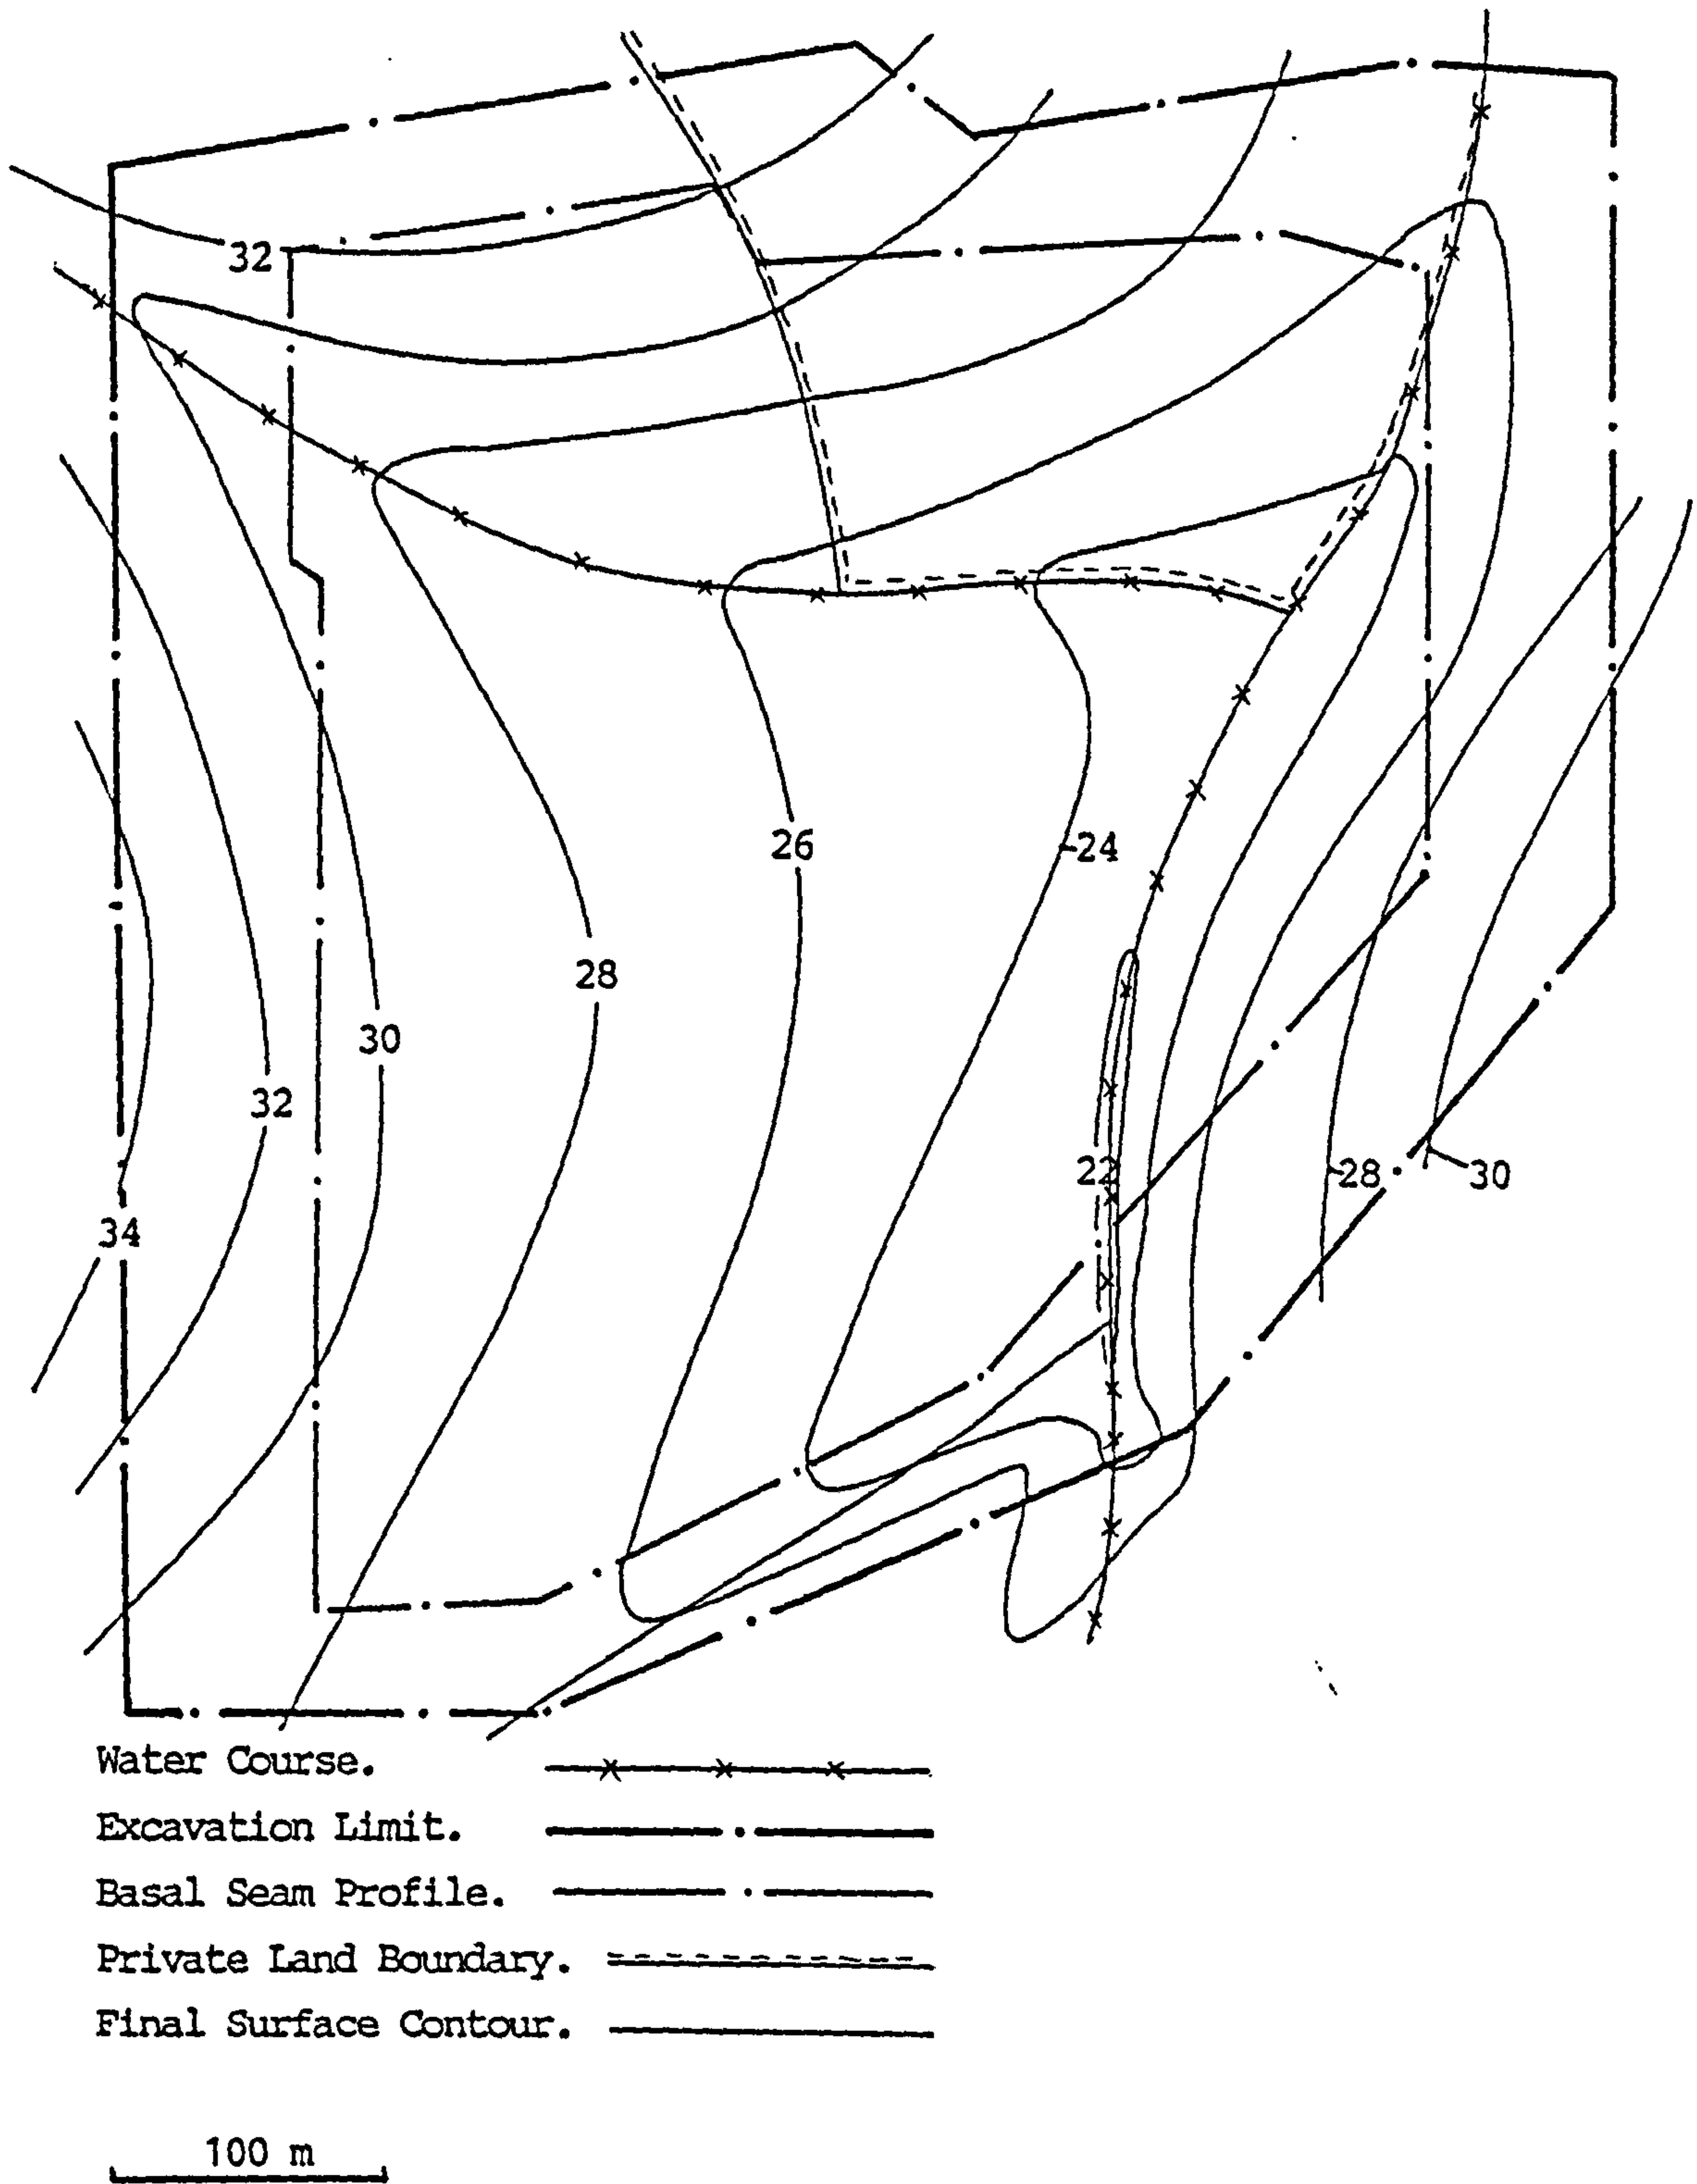 32
26
24
28
30
32
22
28
30
34
Water Course.
Excavation Limit.
Basal Seam Profile.
Private Land Boundary.
Final Surface Contour.
100 m